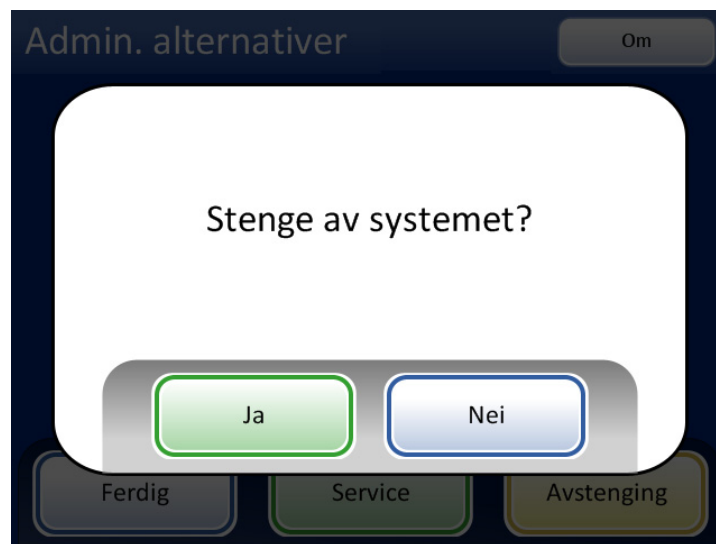 Admin. alternativer
Om
Stenge av systemet?
Ja
Nei
Ferdig
Service
Avstenging